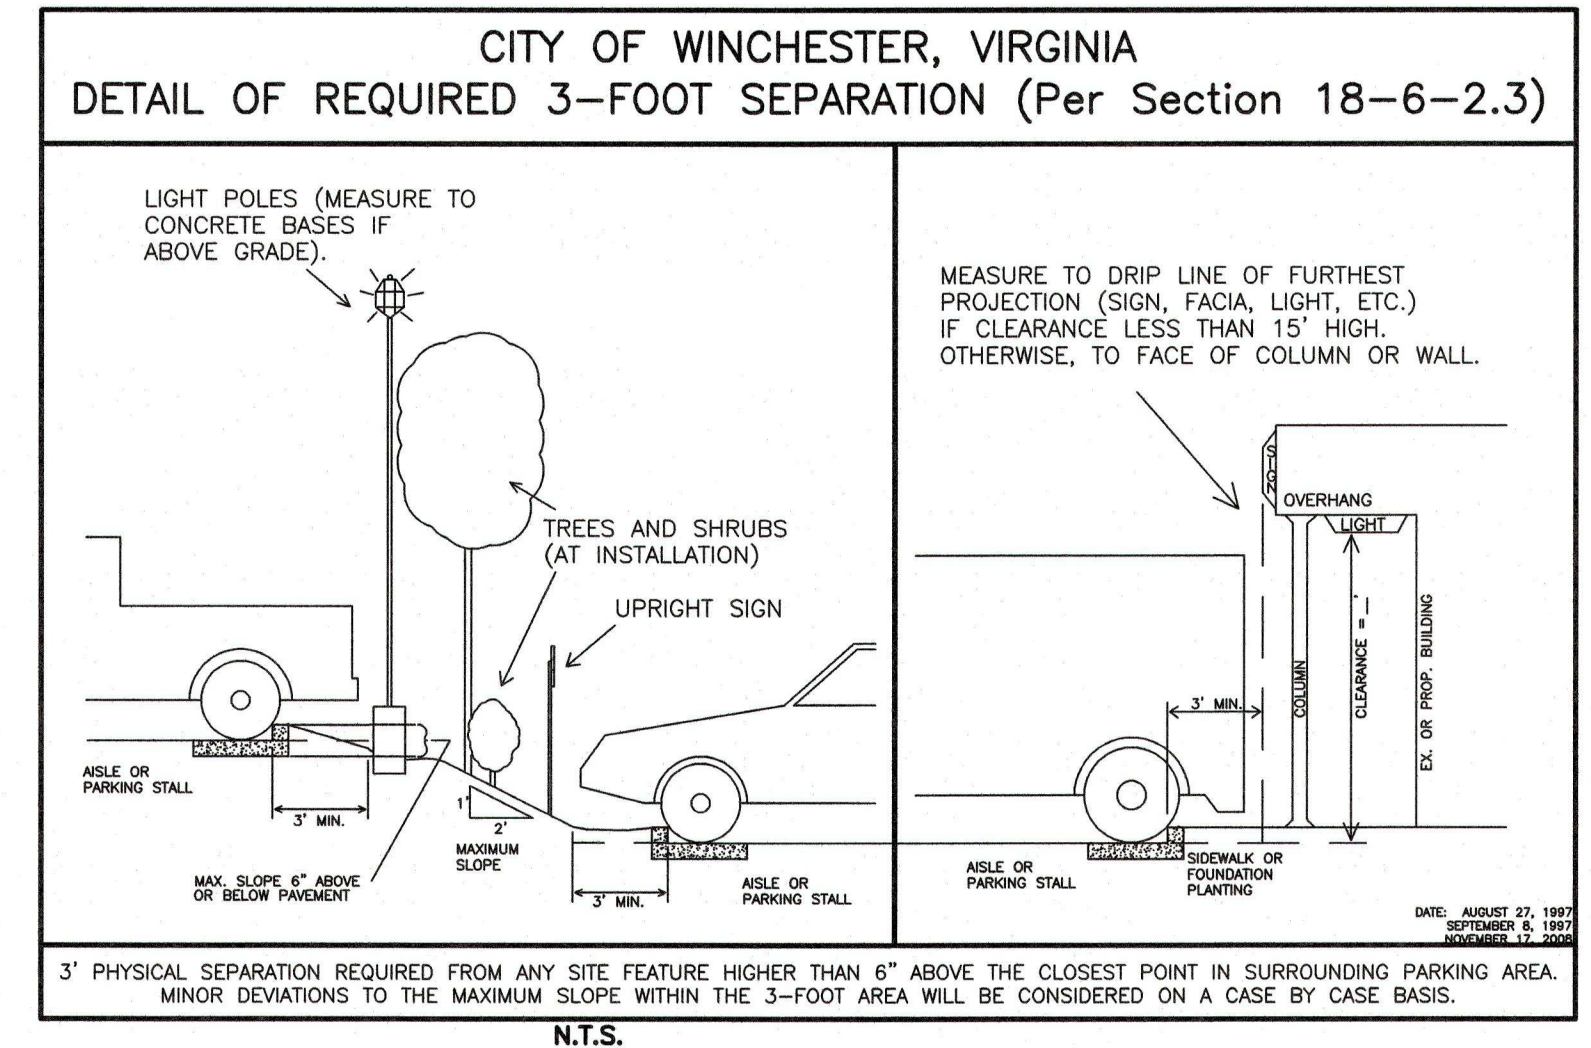 CITY OF WINCHESTER, VIRGINIA
DETAIL OF REQUIRED 3-FOOT SEPARATION (Per Section 18-6-2.3)
LIGHT POLES (MEASURE TO
CONCRETE BASES IF
ABOVE GRADE).
TREES AND SHRUBS
(AT INSTALLATION)
UPRIGHT SIGN
AISLE OR
PARKING STALL
3' MIN.
MAX. SLOPE 6" ABOVE
OR BELOW PAVEMENT
1'
2'
MAXIMUM
SLOPE
3' MIN.
AISLE OR
PARKING STALL
MEASURE TO DRIP LINE OF FURTHEST
PROJECTION (SIGN, FACIA, LIGHT, ETC.)
IF CLEARANCE LESS THAN 15' HIGH.
OTHERWISE, TO FACE OF COLUMN OR WALL.
SIGN
OVERHANG
LIGHT
3' MIN.
COLUMN
CLEARANCE =__'
EX. OR PROP. BUILDING
AISLE OR
PARKING STALL
SIDEWALK OR
FOUNDATION
PLANTING
DATE: AUGUST 27, 1997
SEPTEMBER 8, 1997
NOVEMBER 17, 2008
3' PHYSICAL SEPARATION REQUIRED FROM ANY SITE FEATURE HIGHER THAN 6" ABOVE THE CLOSEST POINT IN SURROUNDING PARKING AREA.
MINOR DEVIATIONS TO THE MAXIMUM SLOPE WITHIN THE 3-FOOT AREA WILL BE CONSIDERED ON A CASE BY CASE BASIS.
N.T.S.